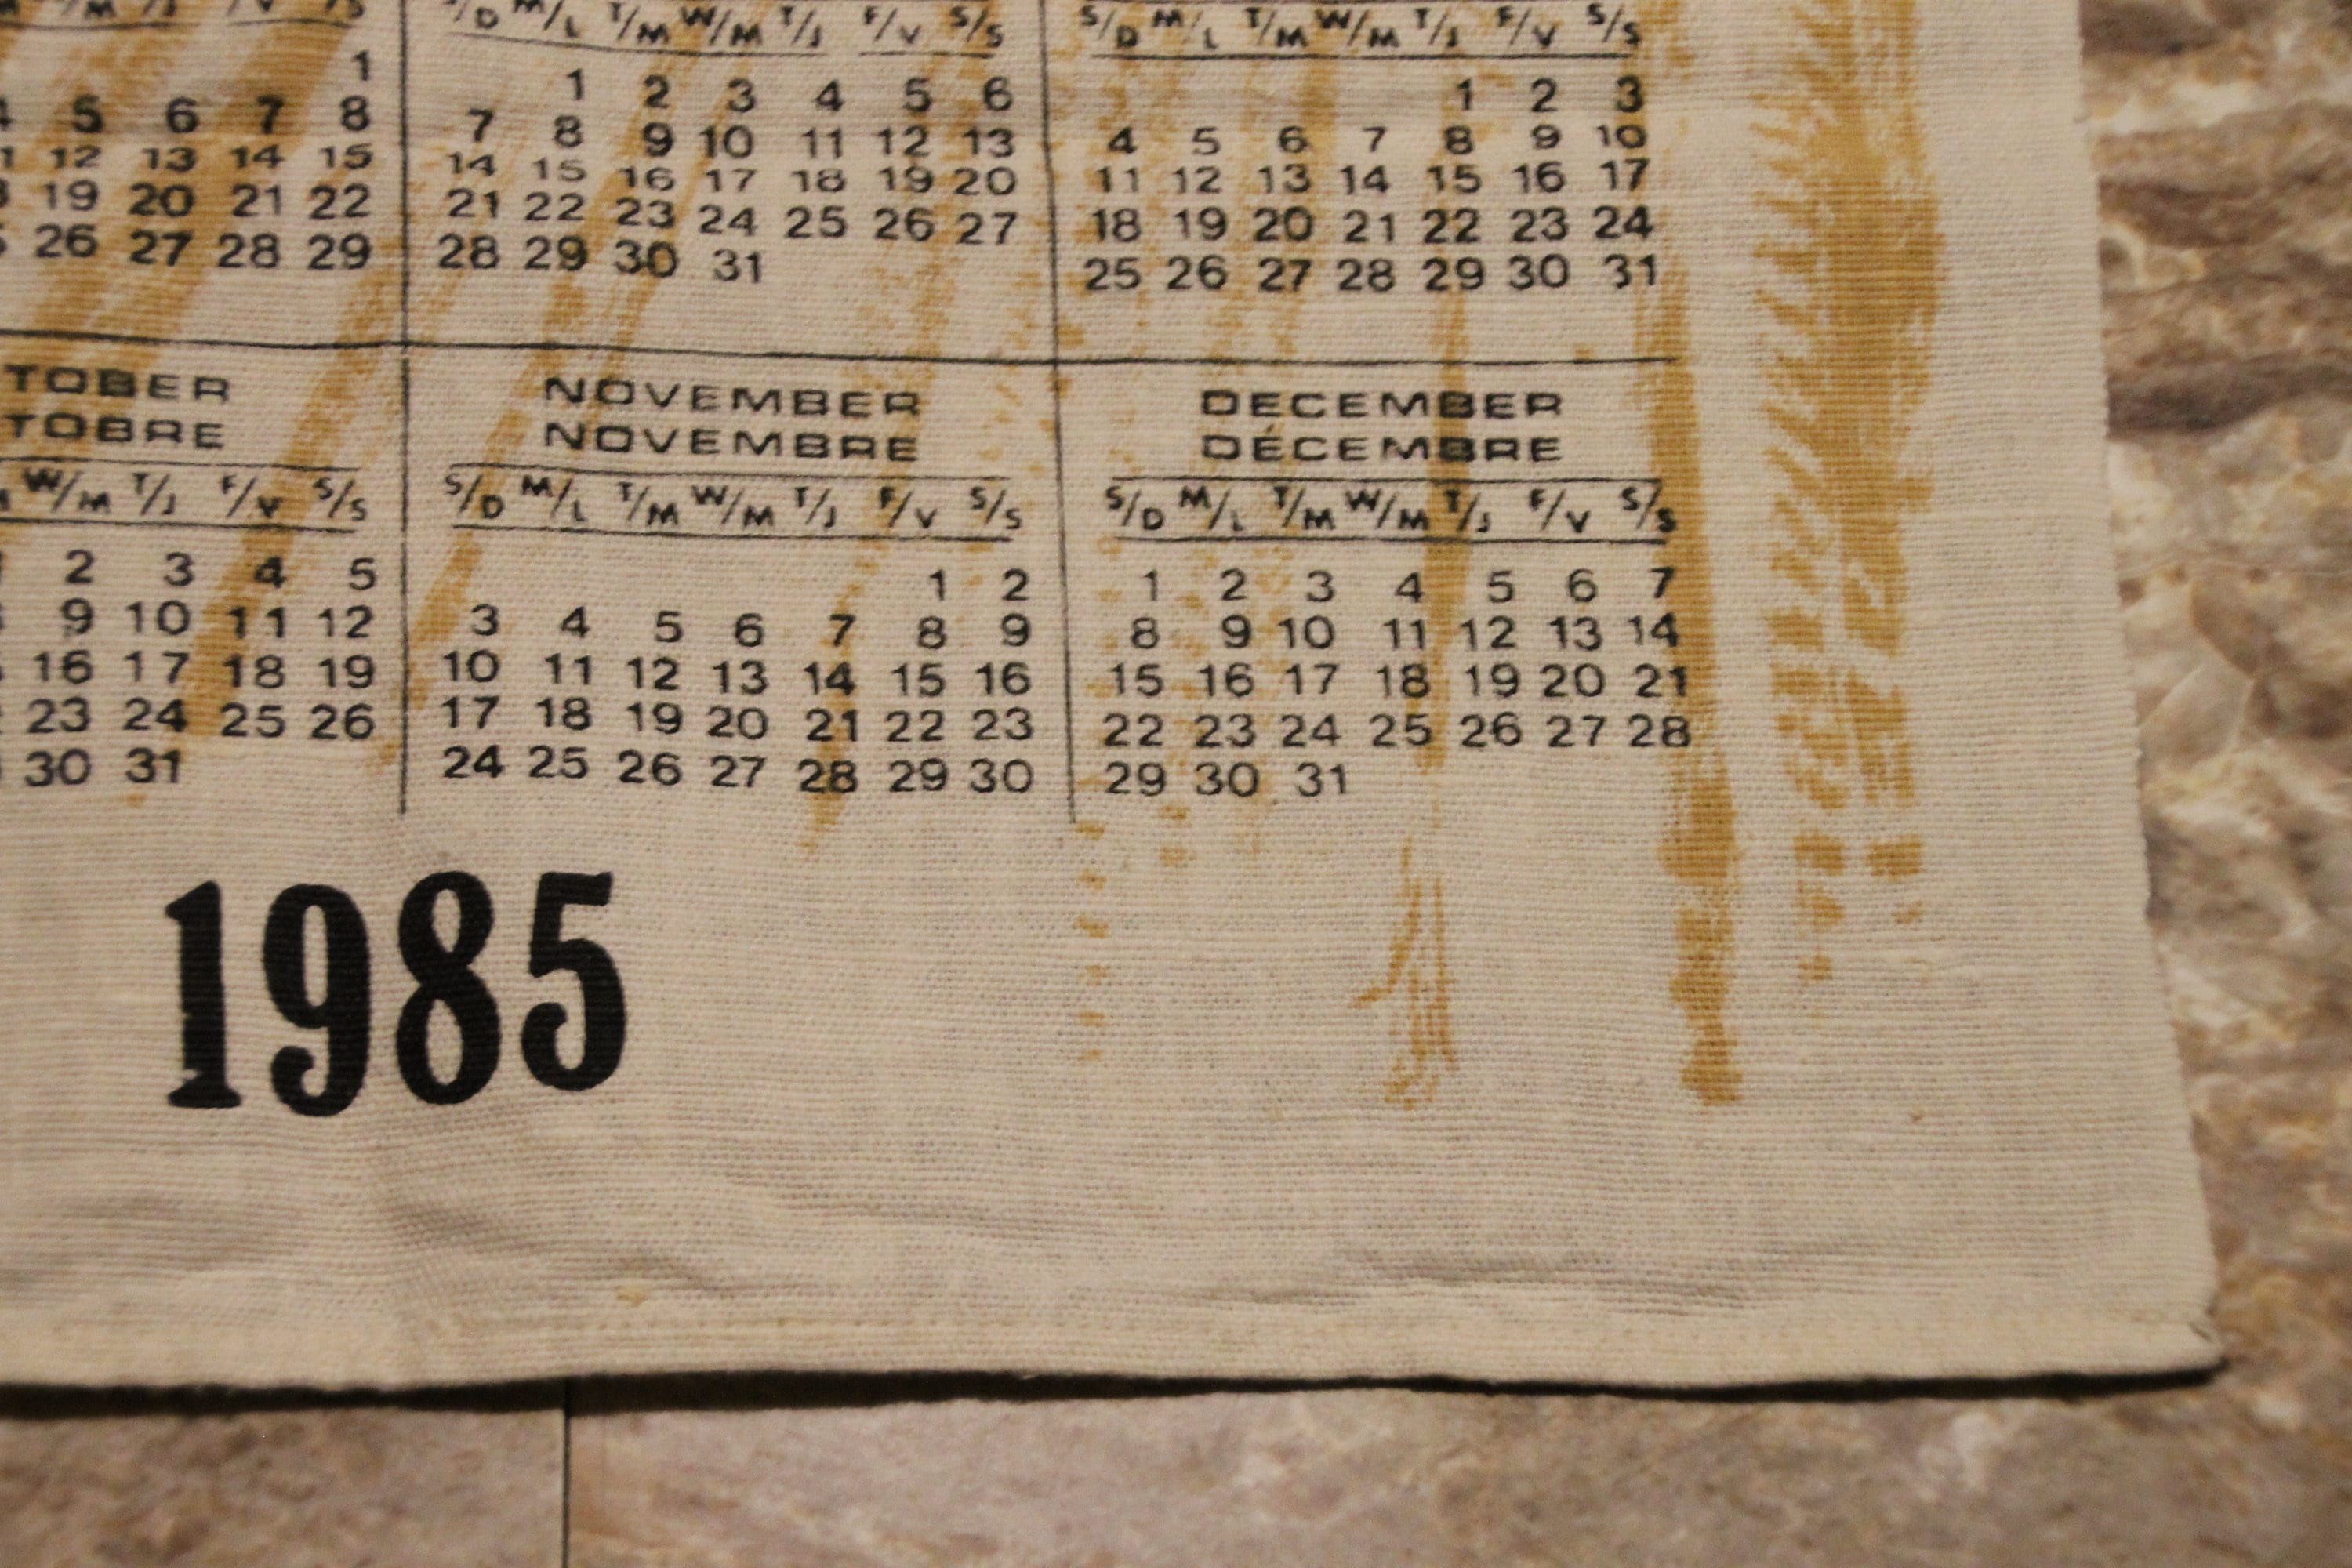 1
5 6 7 8
12 13 14 15
19 20 21 22
26 27 28 29
S/D M/L T/M W/M T/J F/V S/S
1 2 3 4 5 6
7 8 9 10 11 12 13
14 15 16 17 18 19 20
21 22 23 24 25 26 27
28 29 30 31
S/D M/L T/M W/M T/J F/V S/S
1 2 3
4 5 6 7 8 9 10
11 12 13 14 15 16 17
18 19 20 21 22 23 24
25 26 27 28 29 30 31
TOBER
TOBRE
W/M T/J F/V S/S
2 3 4 5
9 10 11 12
16 17 18 19
23 24 25 26
30 31
NOVEMBER
NOVEMBRE
S/D M/L T/M W/M T/J F/V S/S
1 2
3 4 5 6 7 8 9
10 11 12 13 14 15 16
17 18 19 20 21 22 23
24 25 26 27 28 29 30
DECEMBER
DÉCEMBRE
S/D M/L T/M W/M T/J F/V S/S
1 2 3 4 5 6 7
8 9 10 11 12 13 14
15 16 17 18 19 20 21
22 23 24 25 26 27 28
29 30 31
1985